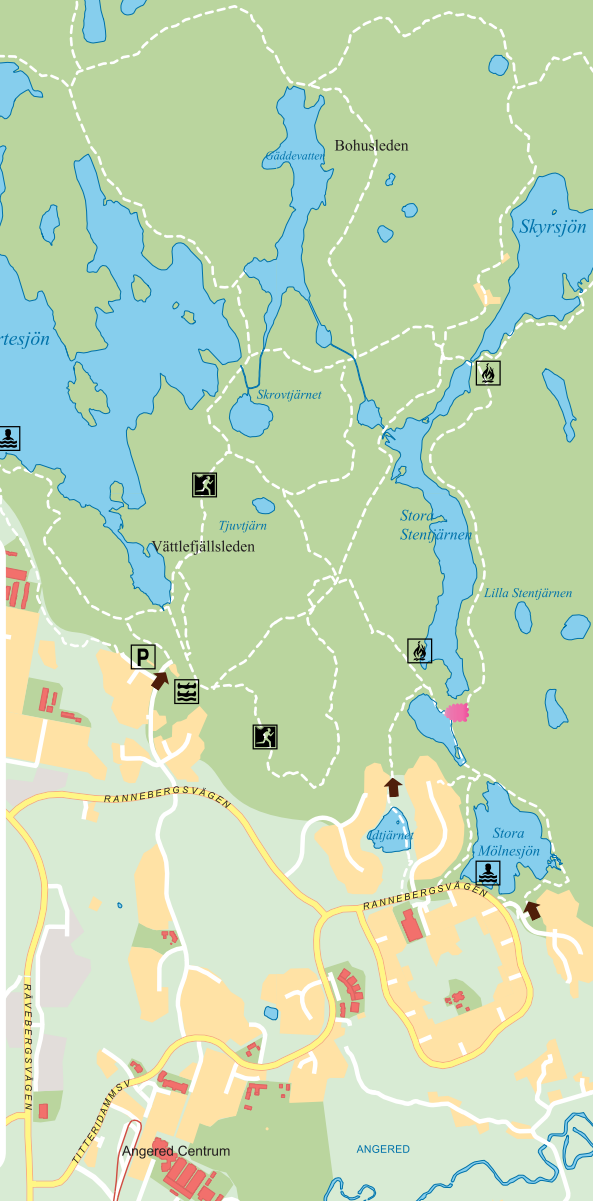 Bohusleden
Gäddevatten
Skyrsjön
rtesjön
Skrovtjärnet
Stora
Stentjärnen
Tjuvtjärn
Vättlefjällsleden
Lilla Stentjärnen
P
RANNEBERGSVÄGEN
Idtjärnet
Stora
Mölnesjön
RANNEBERGSVÄGEN
RÅVEBERGSVÄGEN
TITTERIDAMMSV
Angered Centrum
ANGERED